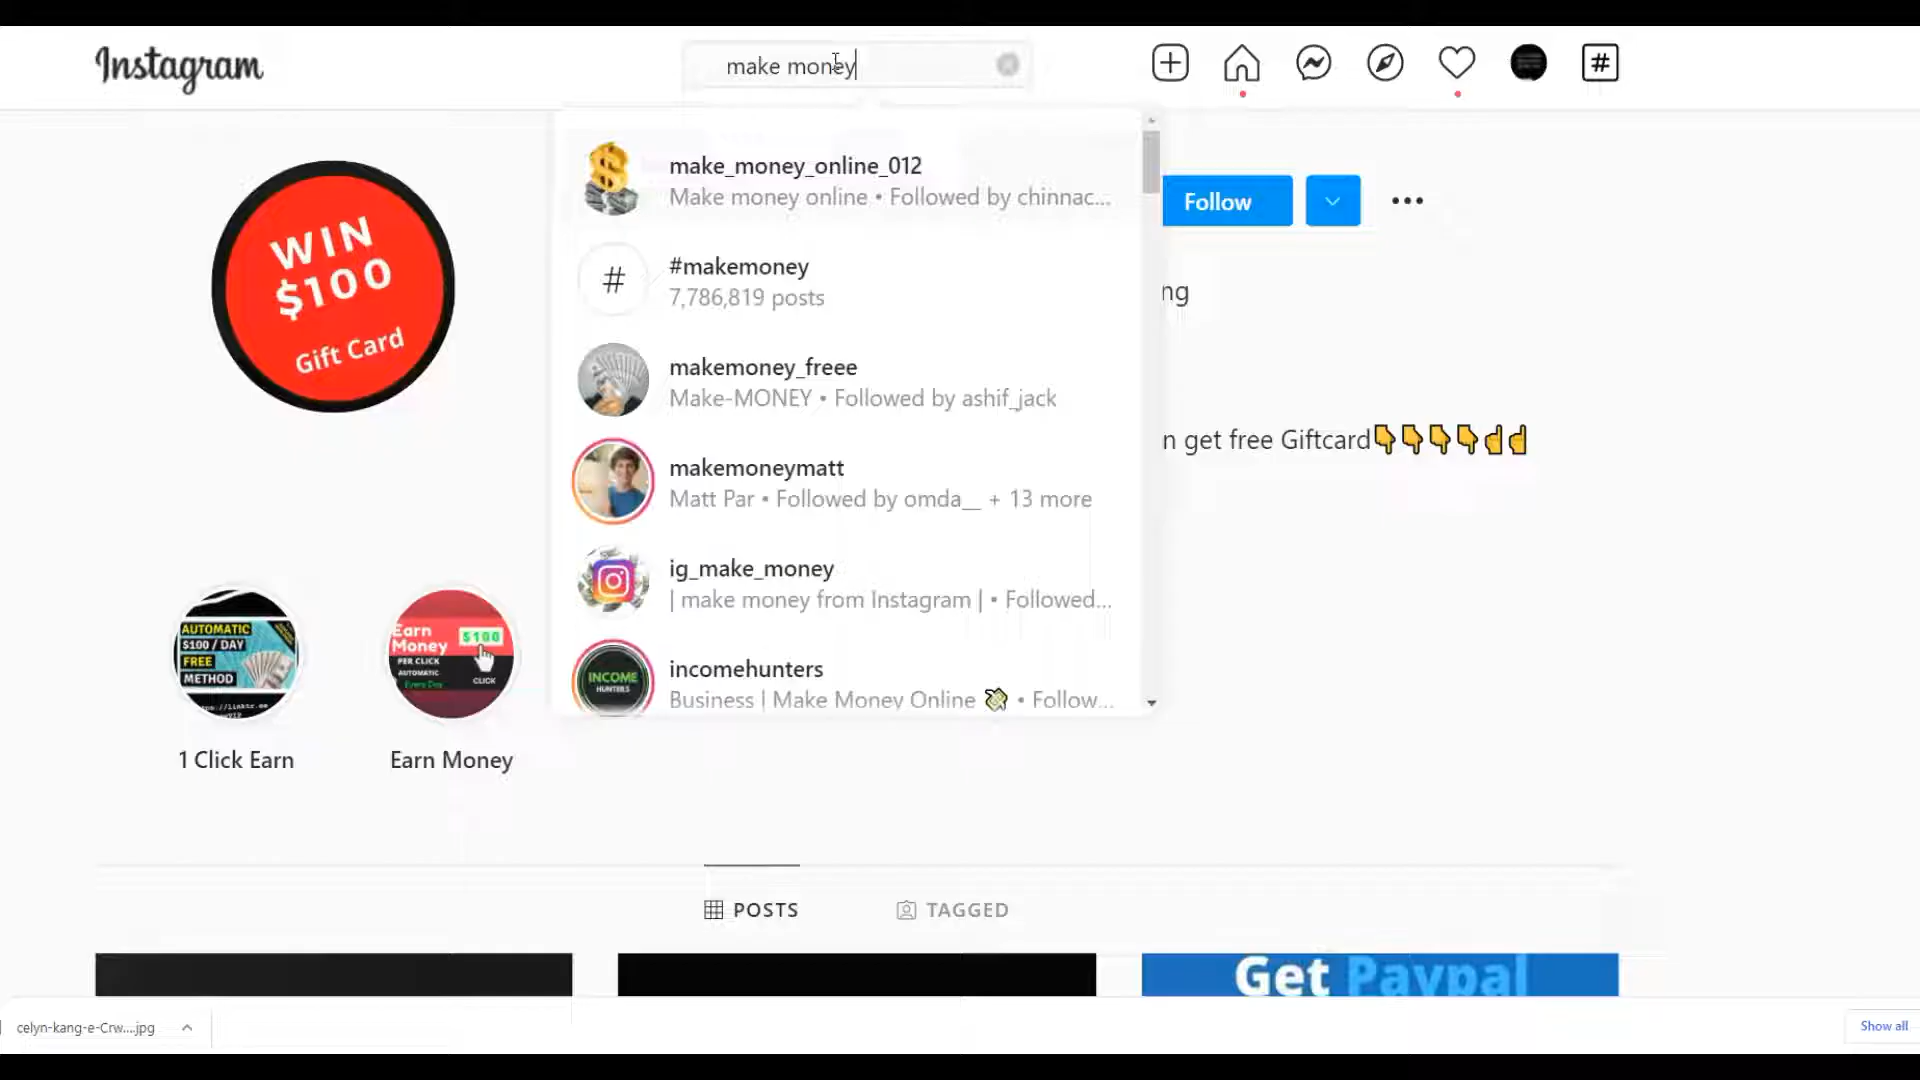 Instagram
make money
make_money_online_012
Make money online • Followed by chinnac...
Follow
WIN
$100
Gift Card
#makemoney
7,786,819 posts
ng
makemoney_freee
Make-MONEY • Followed by ashif_jack
n get free Giftcard👇👇👇👇☝☝
makemoneymatt
Matt Par • Followed by omda__ + 13 more
ig_make_money
| make money from Instagram | • Followed...
incomehunters
Business | Make Money Online 💸 • Follow...
INCOME
HUNTERS
AUTOMATIC
$100 / DAY
FREE
METHOD
Earn
Money
$100
PER CLICK
AUTOMATIC
Every Day
CLICK
1 Click Earn
Earn Money
POSTS
TAGGED
Get Paypal
celyn-kang-e-Crw....jpg
Show all